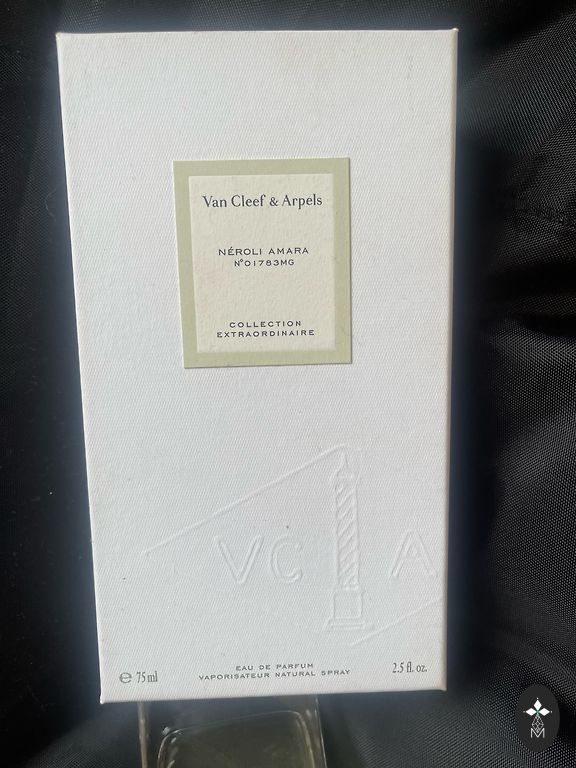 Van Cleef & Arpels
NÉROLI AMARA
N°01783MG
COLLECTION
EXTRAORDINAIRE
VC A
EAU DE PARFUM
℮ 75 ml VAPORISATEUR NATURAL SPRAY 2.5 fl. oz.
M